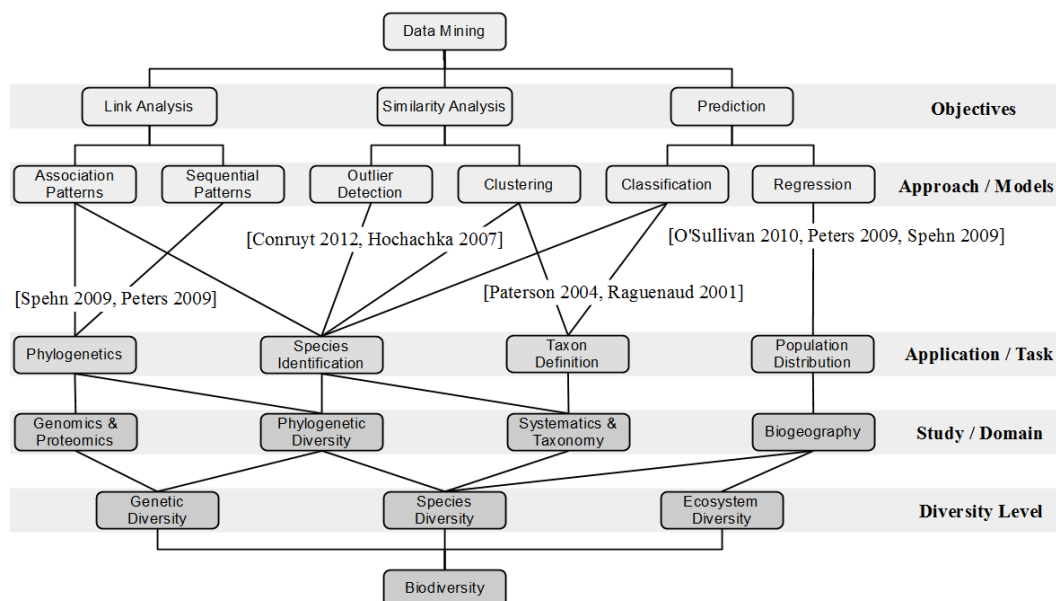 Data Mining
Link Analysis
Similarity Analysis
Prediction
Objectives
Association
Patterns
Sequential
Patterns
Outlier
Detection
Clustering
Classification
Regression
Approach / Models
[Conruyt 2012, Hochachka 2007]
[O'Sullivan 2010, Peters 2009, Spehn 2009]
[Spehn 2009, Peters 2009]
[Paterson 2004, Raguenaud 2001]
Phylogenetics
Species
Identification
Taxon
Definition
Population
Distribution
Application / Task
Genomics &
Proteomics
Phylogenetic
Diversity
Systematics &
Taxonomy
Biogeography
Study / Domain
Genetic
Diversity
Species
Diversity
Ecosystem
Diversity
Diversity Level
Biodiversity